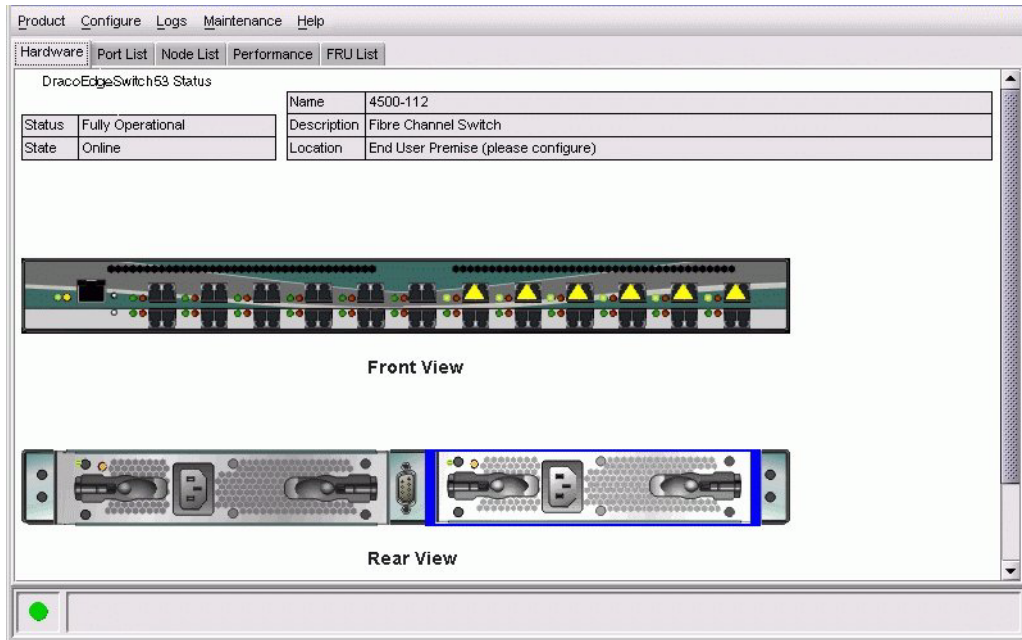 Product Configure Logs Maintenance Help
Hardware Port List Node List Performance FRU List
DracoEdgeSwitch53 Status
Name 4500-112
Status Fully Operational Description Fibre Channel Switch
State Online Location End User Premise (please configure)
Front View
Rear View